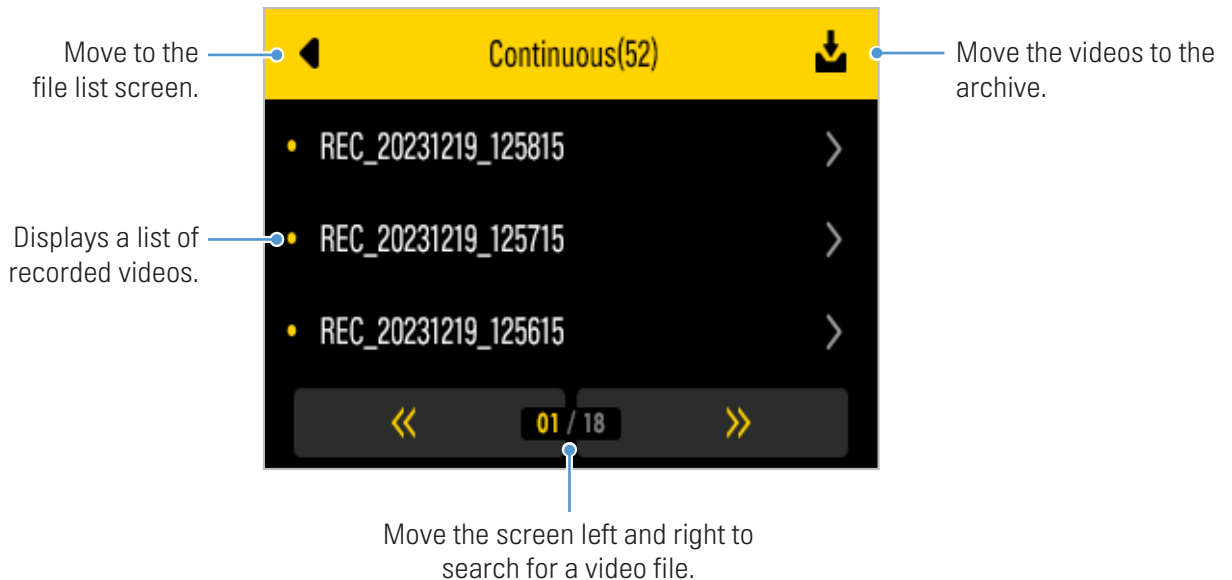 Move to the
file list screen.
Continuous(52)
Move the videos to the
archive.
REC_20231219_125815
Displays a list of
recorded videos.
REC_20231219_125715
REC_20231219_125615
01 / 18
Move the screen left and right to
search for a video file.